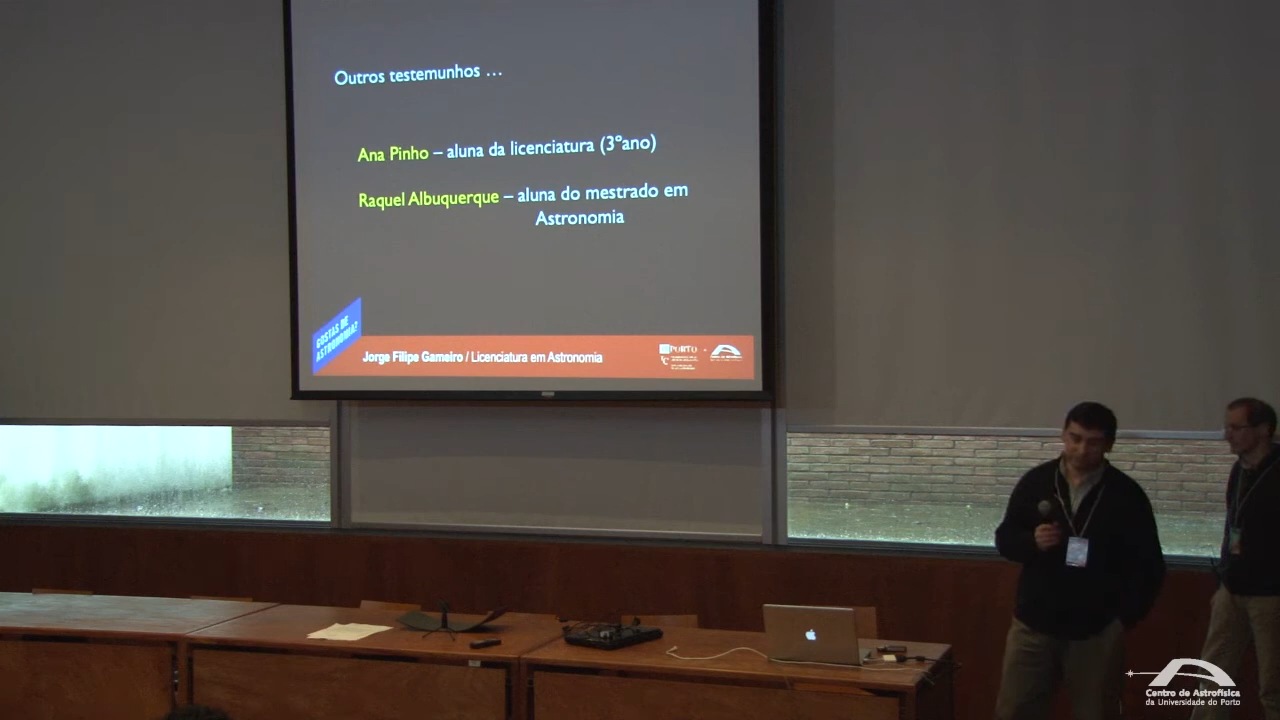 Outros testemunhos …
Ana Pinho – aluna da licenciatura (3ºano)
Raquel Albuquerque – aluna do mestrado em
Astronomia
GOSTAS DE
ASTRONOMIA?
Jorge Filipe Gameiro / Licenciatura em Astronomia
PORTO
Centro de Astrofísica
da Universidade do Porto